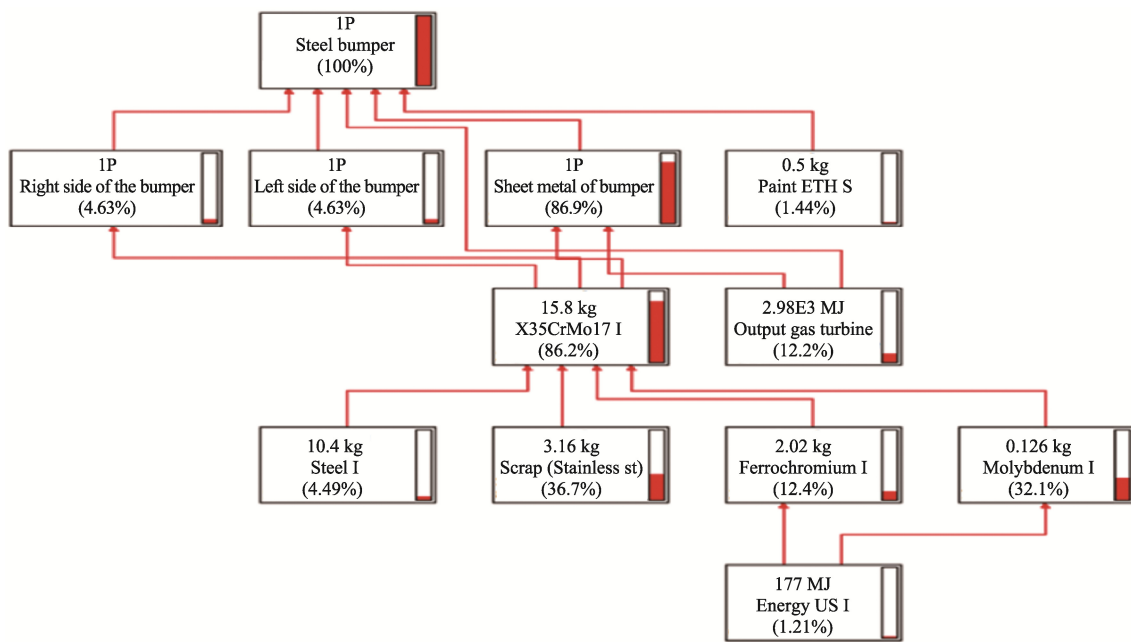 1P
Steel bumper
(100%)
1P
Right side of the bumper
(4.63%)
1P
Left side of the bumper
(4.63%)
1P
Sheet metal of bumper
(86.9%)
0.5 kg
Paint ETH S
(1.44%)
15.8 kg
X35CrMo17 I
(86.2%)
2.98E3 MJ
Output gas turbine
(12.2%)
10.4 kg
Steel I
(4.49%)
3.16 kg
Scrap (Stainless st)
(36.7%)
2.02 kg
Ferrochromium I
(12.4%)
0.126 kg
Molybdenum I
(32.1%)
177 MJ
Energy US I
(1.21%)